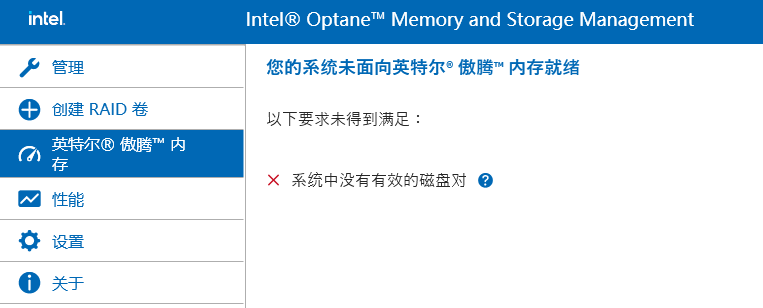 intel.
Intel® Optane™ Memory and Storage Management
管理
创建 RAID 卷
英特尔® 傲腾™ 内
存
性能
设置
关于
您的系统未面向英特尔® 傲腾™ 内存就绪
以下要求未得到满足：
系统中没有有效的磁盘对